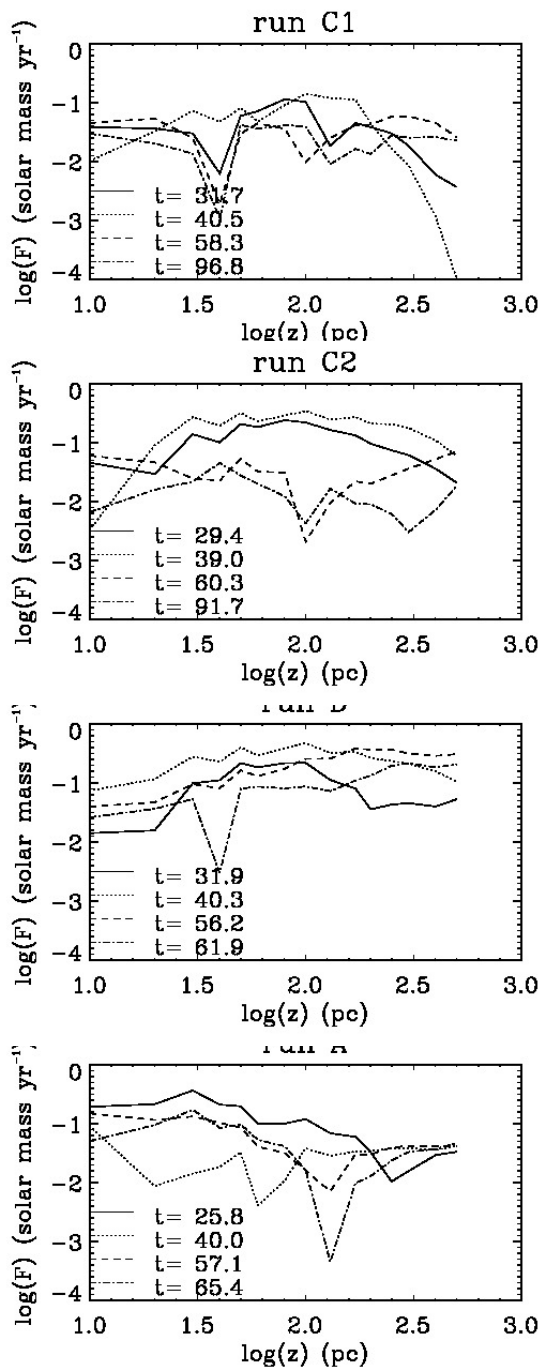 run C1
0
-1
-2
-3
-4
log(F) (solar mass yr⁻¹)
t= 31.7
t= 40.5
t= 58.3
t= 96.8
1.0 1.5 2.0 2.5 3.0
log(z) (pc)
run C2
0
-1
-2
-3
-4
log(F) (solar mass yr⁻¹)
t= 29.4
t= 39.0
t= 60.3
t= 91.7
1.0 1.5 2.0 2.5 3.0
log(z) (pc)
run D
0
-1
-2
-3
-4
log(F) (solar mass yr⁻¹)
t= 31.9
t= 40.3
t= 56.2
t= 61.9
1.0 1.5 2.0 2.5 3.0
log(z) (pc)
run A
0
-1
-2
-3
-4
log(F) (solar mass yr⁻¹)
t= 25.8
t= 40.0
t= 57.1
t= 65.4
1.0 1.5 2.0 2.5 3.0
log(z) (pc)